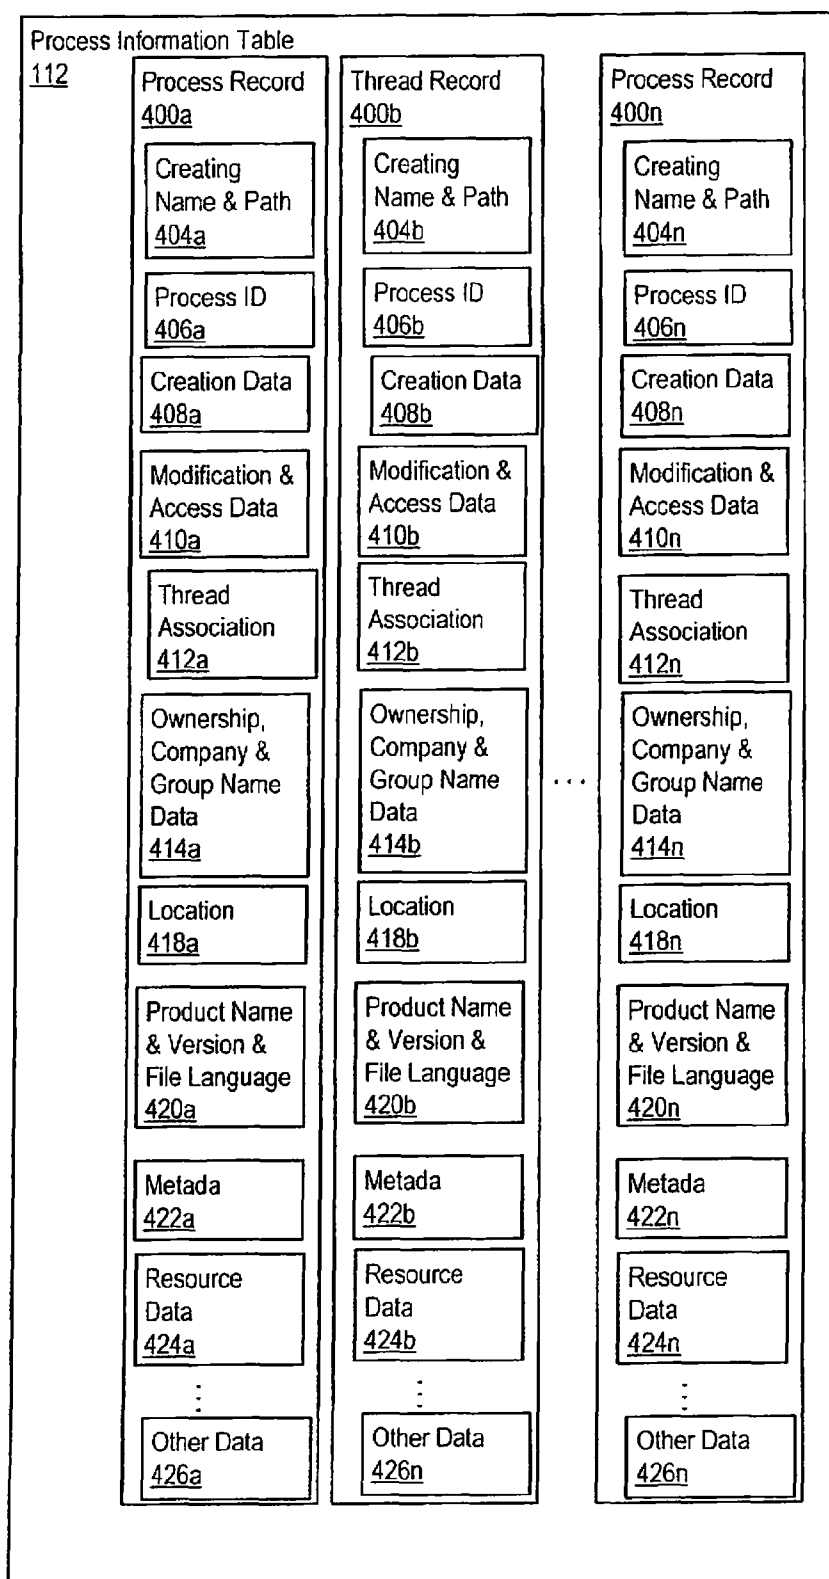 Process Information Table
112
Process Record
400a
Creating
Name & Path
404a
Process ID
406a
Creation Data
408a
Modification &
Access Data
410a
Thread
Association
412a
Ownership,
Company &
Group Name
Data
414a
Location
418a
Product Name
& Version &
File Language
420a
Metada
422a
Resource
Data
424a
Other Data
426a
Thread Record
400b
Creating
Name & Path
404b
Process ID
406b
Creation Data
408b
Modification &
Access Data
410b
Thread
Association
412b
Ownership,
Company &
Group Name
Data
414b
Location
418b
Product Name
& Version &
File Language
420b
Metada
422b
Resource
Data
424b
Other Data
426n
...
Process Record
400n
Creating
Name & Path
404n
Process ID
406n
Creation Data
408n
Modification &
Access Data
410n
Thread
Association
412n
Ownership,
Company &
Group Name
Data
414n
Location
418n
Product Name
& Version &
File Language
420n
Metada
422n
Resource
Data
424n
Other Data
426n